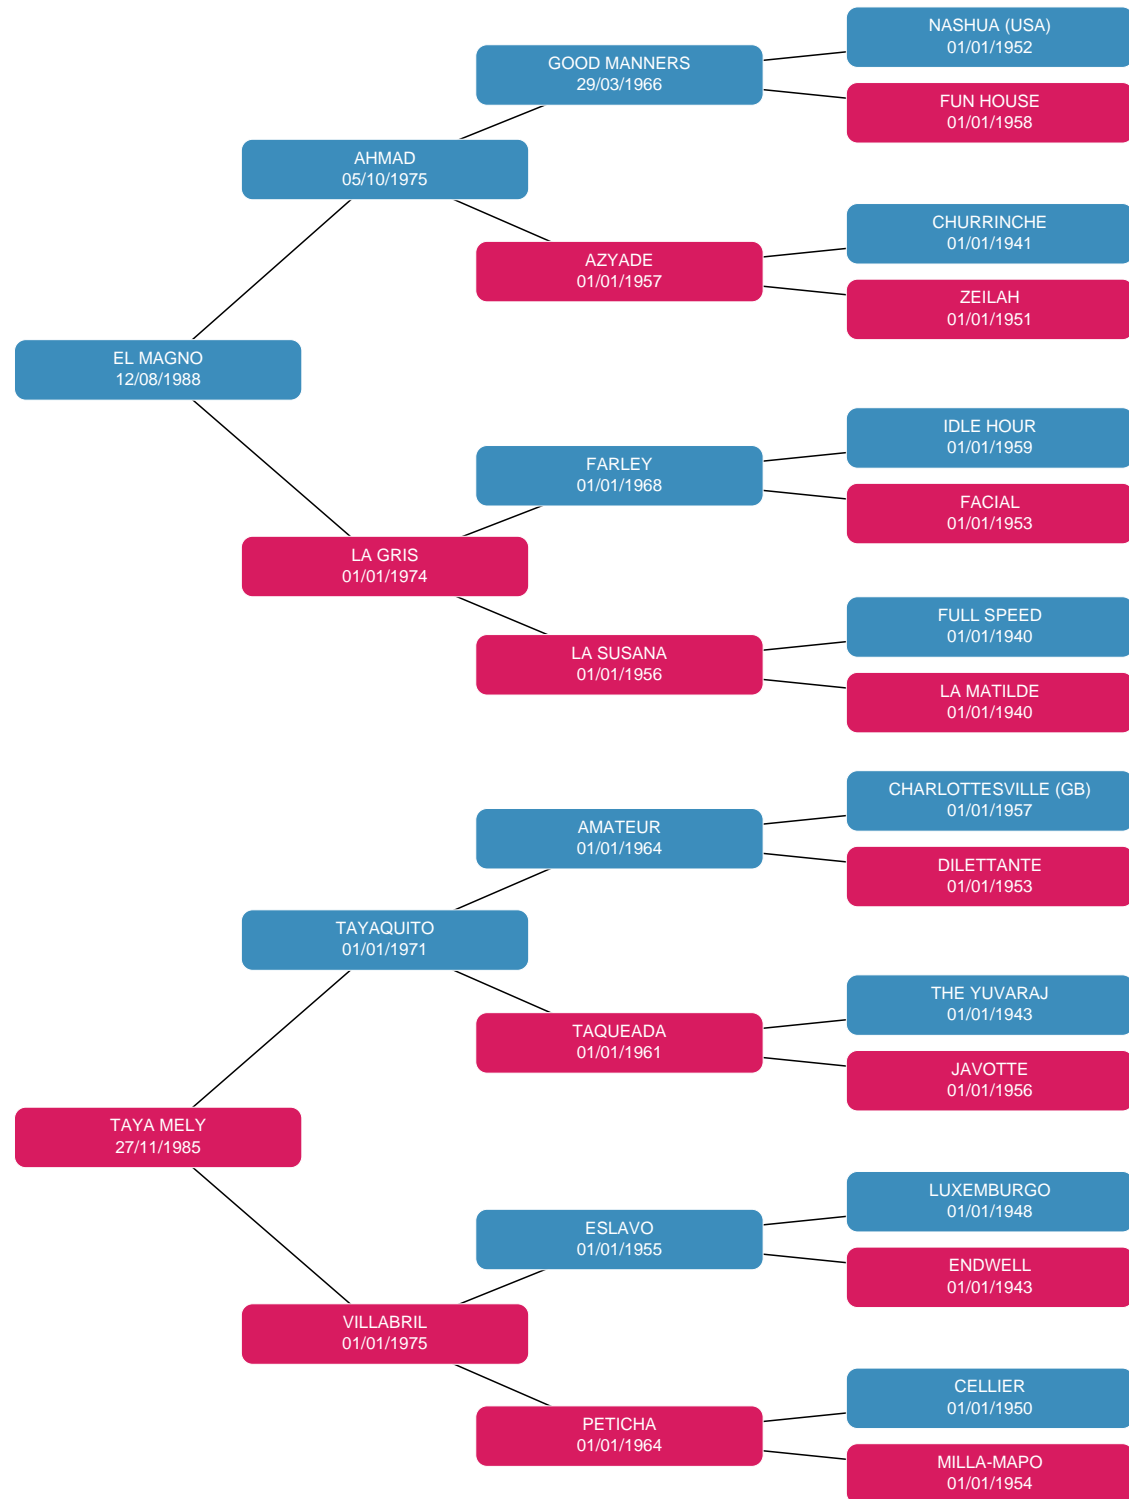 NASHUA (USA)
01/01/1952
GOOD MANNERS
29/03/1966
FUN HOUSE
01/01/1958
AHMAD
05/10/1975
CHURRINCHE
01/01/1941
AZYADE
01/01/1957
ZEILAH
01/01/1951
EL MAGNO
12/08/1988
IDLE HOUR
01/01/1959
FARLEY
01/01/1968
FACIAL
01/01/1953
LA GRIS
01/01/1974
FULL SPEED
01/01/1940
LA SUSANA
01/01/1956
LA MATILDE
01/01/1940
CHARLOTTESVILLE (GB)
01/01/1957
AMATEUR
01/01/1964
DILETTANTE
01/01/1953
TAYAQUITO
01/01/1971
THE YUVARAJ
01/01/1943
TAQUEADA
01/01/1961
JAVOTTE
01/01/1956
TAYA MELY
27/11/1985
LUXEMBURGO
01/01/1948
ESLAVO
01/01/1955
ENDWELL
01/01/1943
VILLABRIL
01/01/1975
CELLIER
01/01/1950
PETICHA
01/01/1964
MILLA-MAPO
01/01/1954